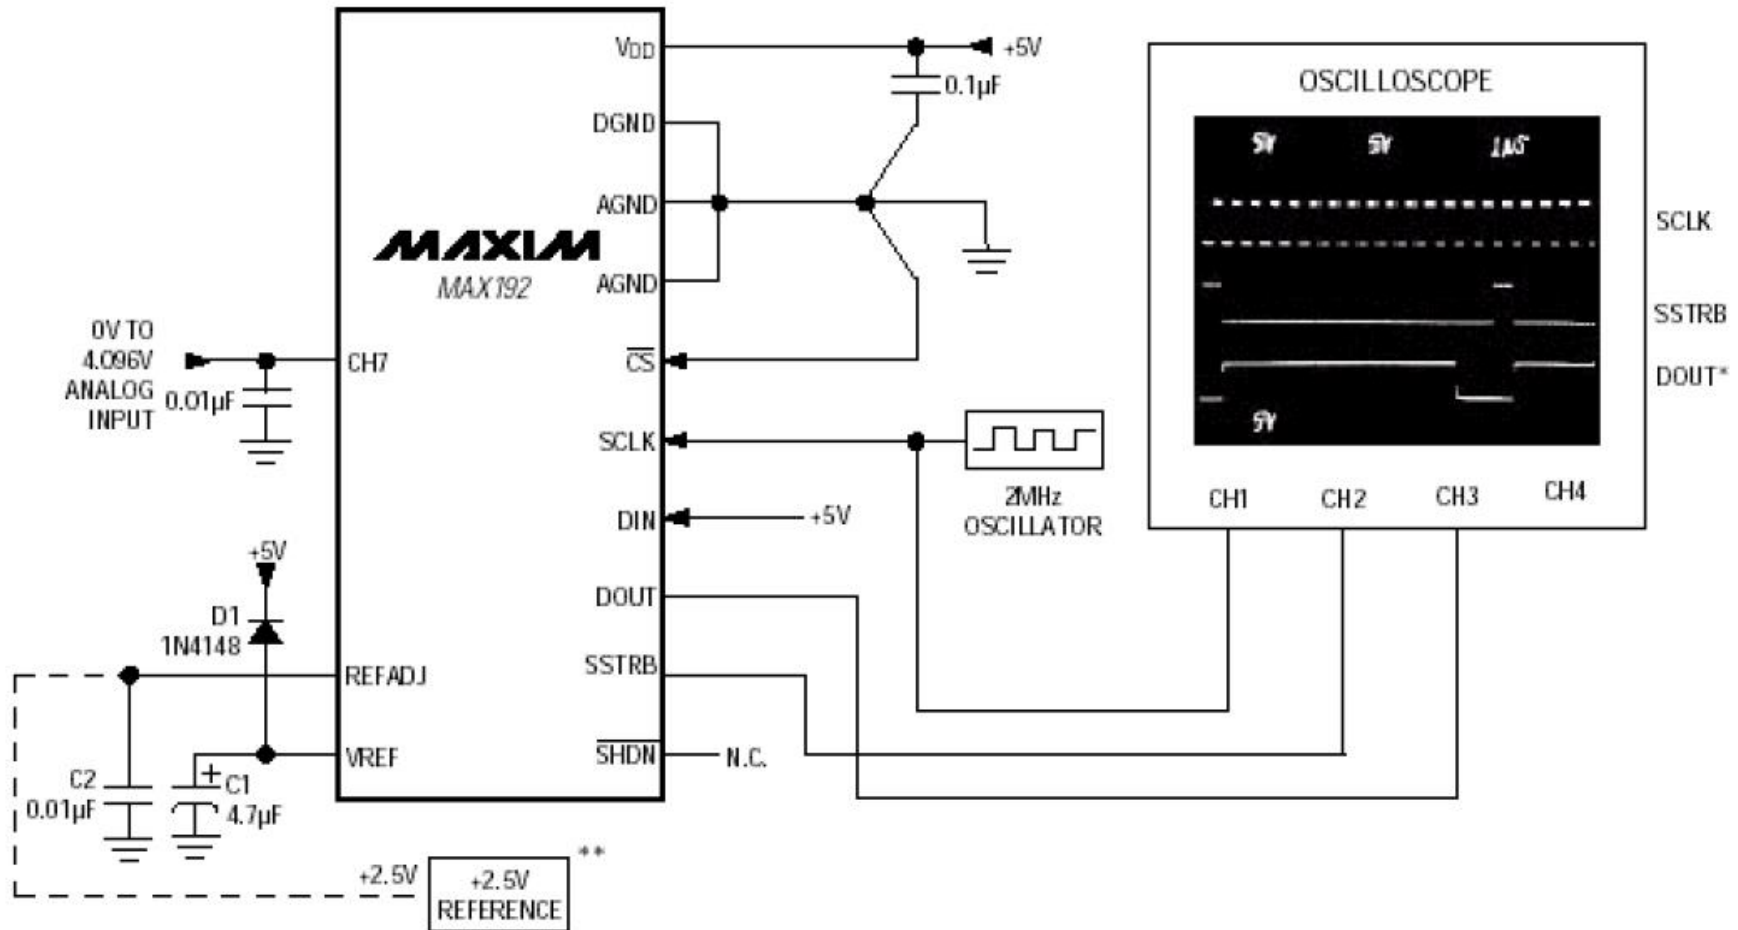 VDD
+5V
0.1µF
DGND
AGND
MAXIM
MAX192
AGND
0V TO
4.096V
ANALOG
INPUT
0.01µF
CH7
CS
SCLK
2MHz
OSCILLATOR
DIN
+5V
DOUT
SSTRB
SHDN
N.C.
+5V
D1
1N4148
REFADJ
VREF
C2
0.01µF
+
C1
4.7µF
+2.5V
+2.5V
REFERENCE
**
OSCILLOSCOPE
5V
5V
5V
SCLK
SSTRB
DOUT*
CH1
CH2
CH3
CH4